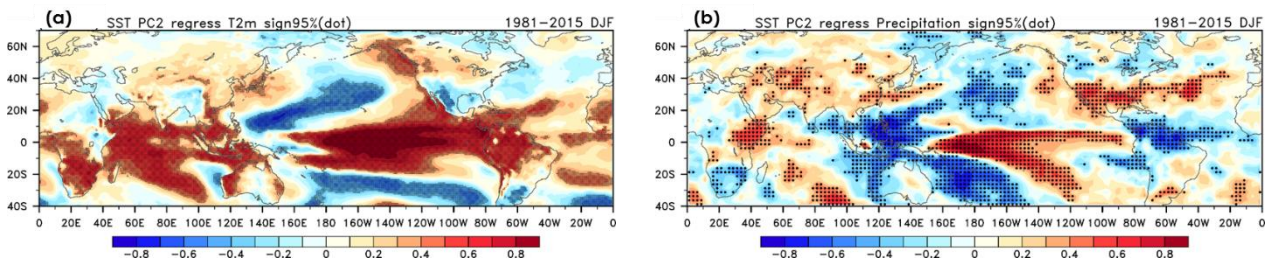 (a) SST PC2 regress T2m sign95%(dot) 1981-2015 DJF
60N
40N
20N
0
20S
40S
0 20E 40E 60E 80E 100E 120E 140E 160E 180 160W 140W 120W 100W 80W 60W 40W 20W 0
-0.8 -0.6 -0.4 -0.2 0 0.2 0.4 0.6 0.8
(b) SST PC2 regress Precipitation sign95%(dot) 1981-2015 DJF
60N
40N
20N
0
20S
40S
0 20E 40E 60E 80E 100E 120E 140E 160E 180 160W 140W 120W 100W 80W 60W 40W 20W 0
-0.8 -0.6 -0.4 -0.2 0 0.2 0.4 0.6 0.8